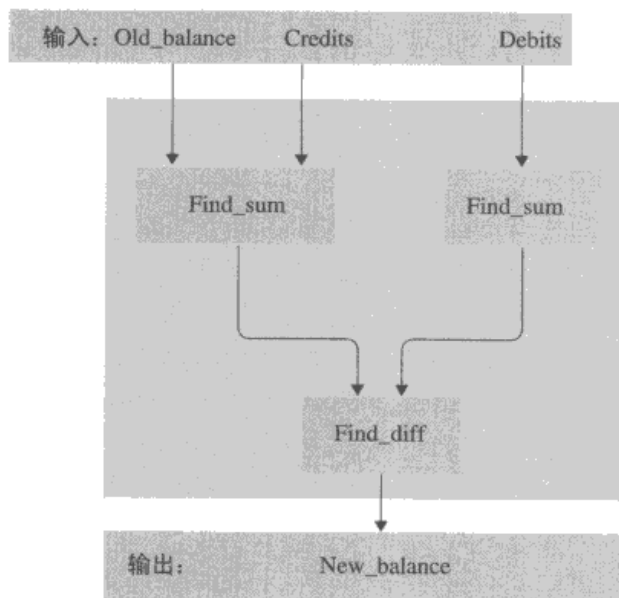 输入：Old_balance Credits Debits
Find_sum Find_sum
Find_diff
输出： New_balance